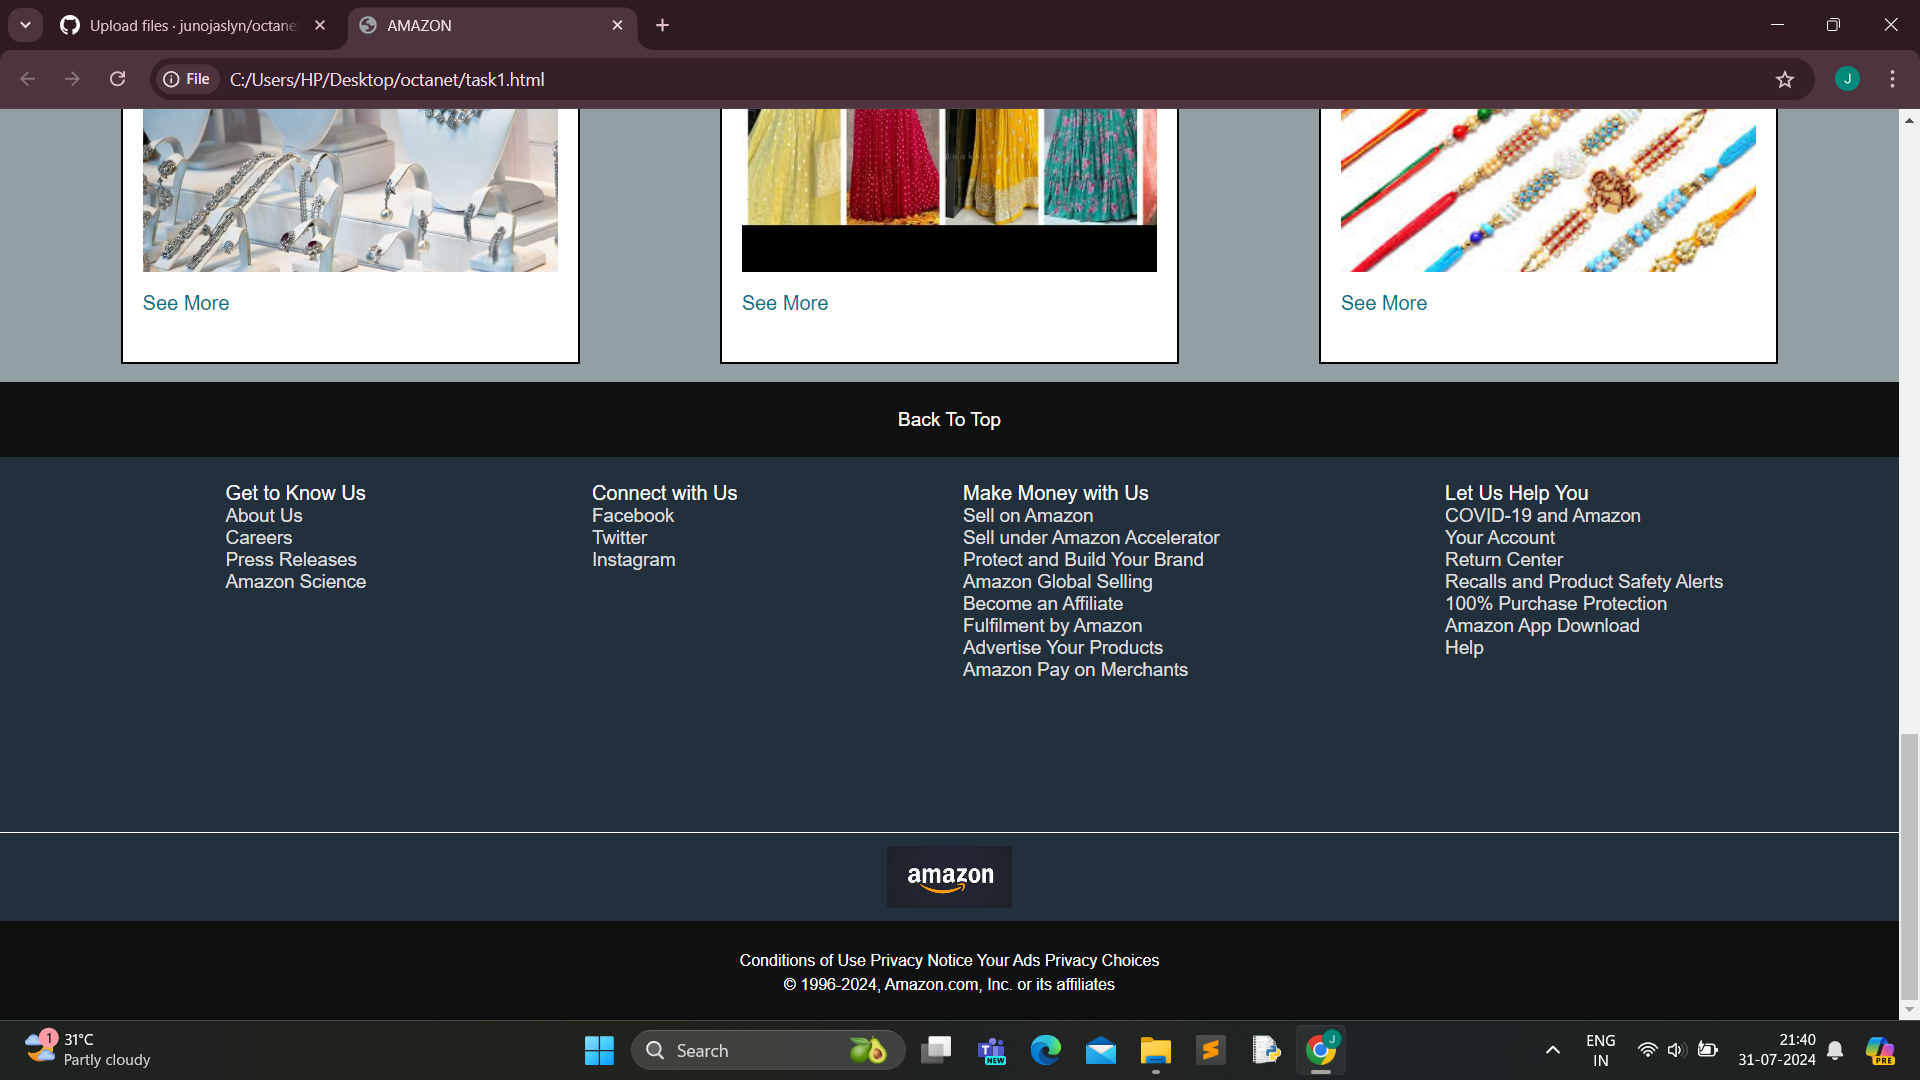 Upload files · junojaslyn/octane
AMAZON
File
C:/Users/HP/Desktop/octanet/task1.html
J
See More
See More
See More
Back To Top
Get to Know Us
About Us
Careers
Press Releases
Amazon Science
Connect with Us
Facebook
Twitter
Instagram
Make Money with Us
Sell on Amazon
Sell under Amazon Accelerator
Protect and Build Your Brand
Amazon Global Selling
Become an Affiliate
Fulfilment by Amazon
Advertise Your Products
Amazon Pay on Merchants
Let Us Help You
COVID-19 and Amazon
Your Account
Return Center
Recalls and Product Safety Alerts
100% Purchase Protection
Amazon App Download
Help
amazon
Conditions of Use Privacy Notice Your Ads Privacy Choices
© 1996-2024, Amazon.com, Inc. or its affiliates
1
31°C
Partly cloudy
Search
NEW
J
ENG
IN
21:40
31-07-2024
PRE